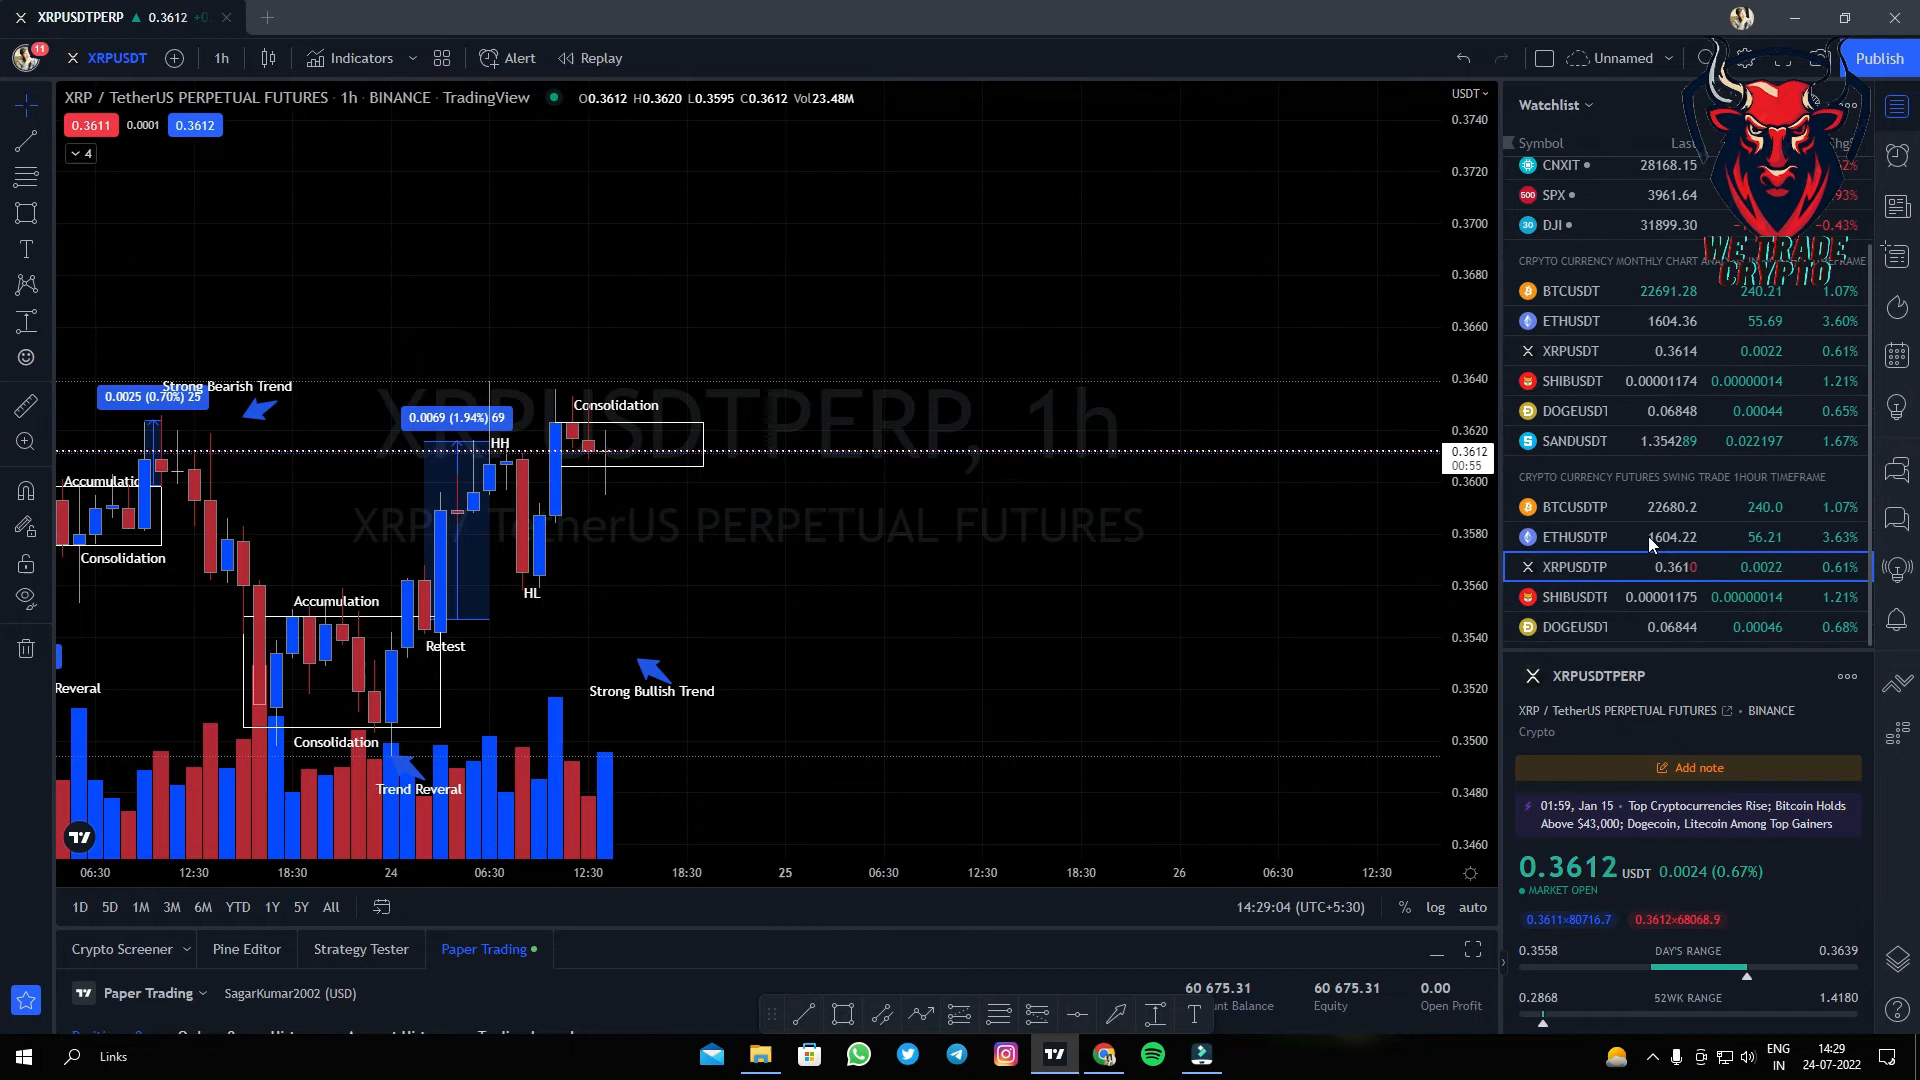 XRPUSDTPERP ▲ 0.3612 +0.
11
XRPUSDT 1h Indicators Alert Replay Unnamed Publish
XRP / TetherUS PERPETUAL FUTURES · 1h · BINANCE · TradingView O0.3612 H0.3620 L0.3595 C0.3612 Vol23.48M
0.3611 0.0001 0.3612
4
USDT
0.3740
0.3720
0.3700
0.3680
0.3660
0.3640
0.3620
0.3612
00:55
0.3600
0.3580
0.3560
0.3540
0.3520
0.3500
0.3480
0.3460
XRPUSDTPERP, 1h
XRP / TetherUS PERPETUAL FUTURES
Strong Bearish Trend
0.0025 (0.70%) 25
Accumulation
Consolidation
Reveral
Accumulation
Consolidation
Trend Reveral
Retest
0.0069 (1.94%) 69
HH
HL
Consolidation
Strong Bullish Trend
06:30 12:30 18:30 24 06:30 12:30 18:30 25 06:30 12:30 18:30 26 06:30 12:30
1D 5D 1M 3M 6M YTD 1Y 5Y All
14:29:04 (UTC+5:30) % log auto
Crypto Screener Pine Editor Strategy Tester Paper Trading
Paper Trading SagarKumar2002 (USD)
60 675.31 60 675.31 0.00
unt Balance Equity Open Profit
Watchlist
Symbol Las
CNXIT 28168.15
500 SPX 3961.64 .93%
30 DJI 31899.30 −0.43%
WE TRADE
CRYPTO
CRPYTO CURRENCY MONTHLY CHART
BTCUSDT 22691.28 240.21 1.07%
ETHUSDT 1604.36 55.69 3.60%
XRPUSDT 0.3614 0.0022 0.61%
SHIBUSDT 0.00001174 0.00000014 1.21%
DOGEUSDT 0.06848 0.00044 0.65%
SANDUSDT 1.354289 0.022197 1.67%
CRYPTO CURRENCY FUTURES SWING TRADE 1HOUR TIMEFRAME
BTCUSDTP 22680.2 240.0 1.07%
ETHUSDTP 1604.22 56.21 3.63%
XRPUSDTP 0.3610 0.0022 0.61%
SHIBUSDTP 0.00001175 0.00000014 1.21%
DOGEUSDT 0.06844 0.00046 0.68%
XRPUSDTPERP
XRP / TetherUS PERPETUAL FUTURES • BINANCE
Crypto
Add note
01:59, Jan 15 · Top Cryptocurrencies Rise; Bitcoin Holds
Above $43,000; Dogecoin, Litecoin Among Top Gainers
0.3612 USDT 0.0024 (0.67%)
MARKET OPEN
0.3611×80716.7 0.3612×68068.9
0.3558 DAY'S RANGE 0.3639
0.2868 52WK RANGE 1.4180
Links
ENG
IN
14:29
24-07-2022